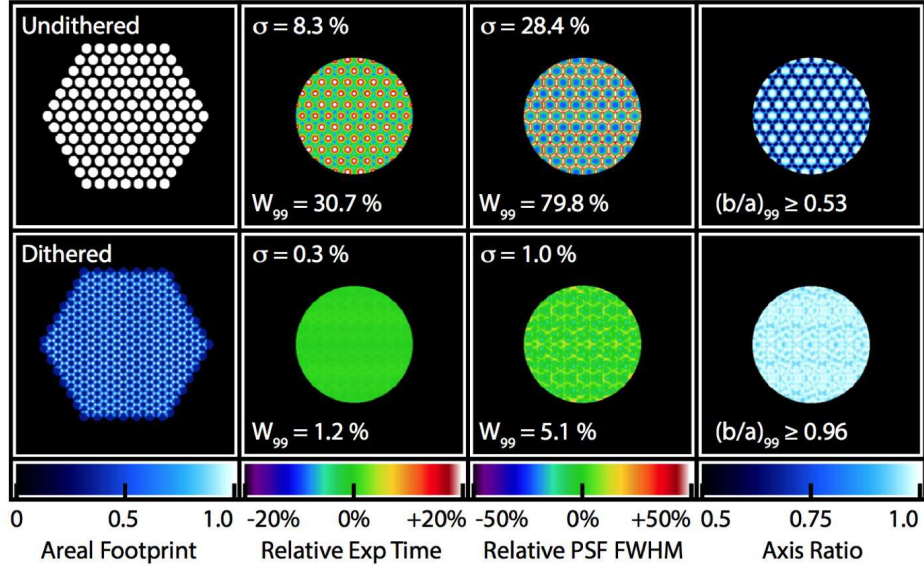 Undithered
σ = 8.3 %
σ = 28.4 %
W99 = 30.7 %
W99 = 79.8 %
(b/a)99 ≥ 0.53
Dithered
σ = 0.3 %
σ = 1.0 %
W99 = 1.2 %
W99 = 5.1 %
(b/a)99 ≥ 0.96
0 0.5 1.0
-20% 0% +20%
-50% 0% +50%
0.5 0.75 1.0
Areal Footprint
Relative Exp Time
Relative PSF FWHM
Axis Ratio